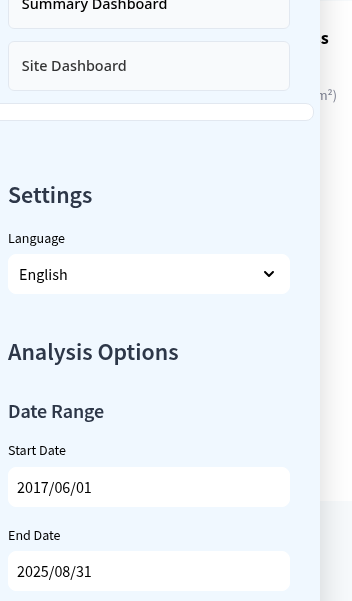 Summary Dashboard
Site Dashboard
s
m²)
Settings
Language
English
Analysis Options
Date Range
Start Date
2017/06/01
End Date
2025/08/31